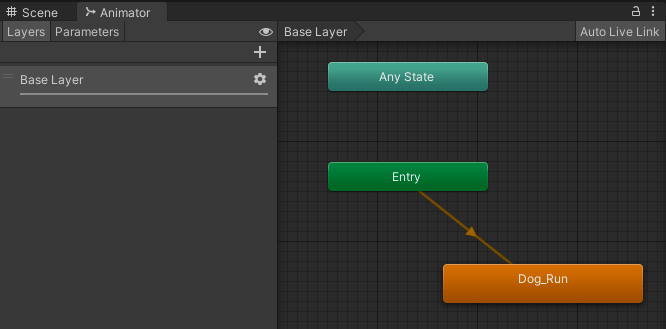 Scene Animator
Layers Parameters Base Layer Auto Live Link
Base Layer
Any State
Entry
Dog_Run